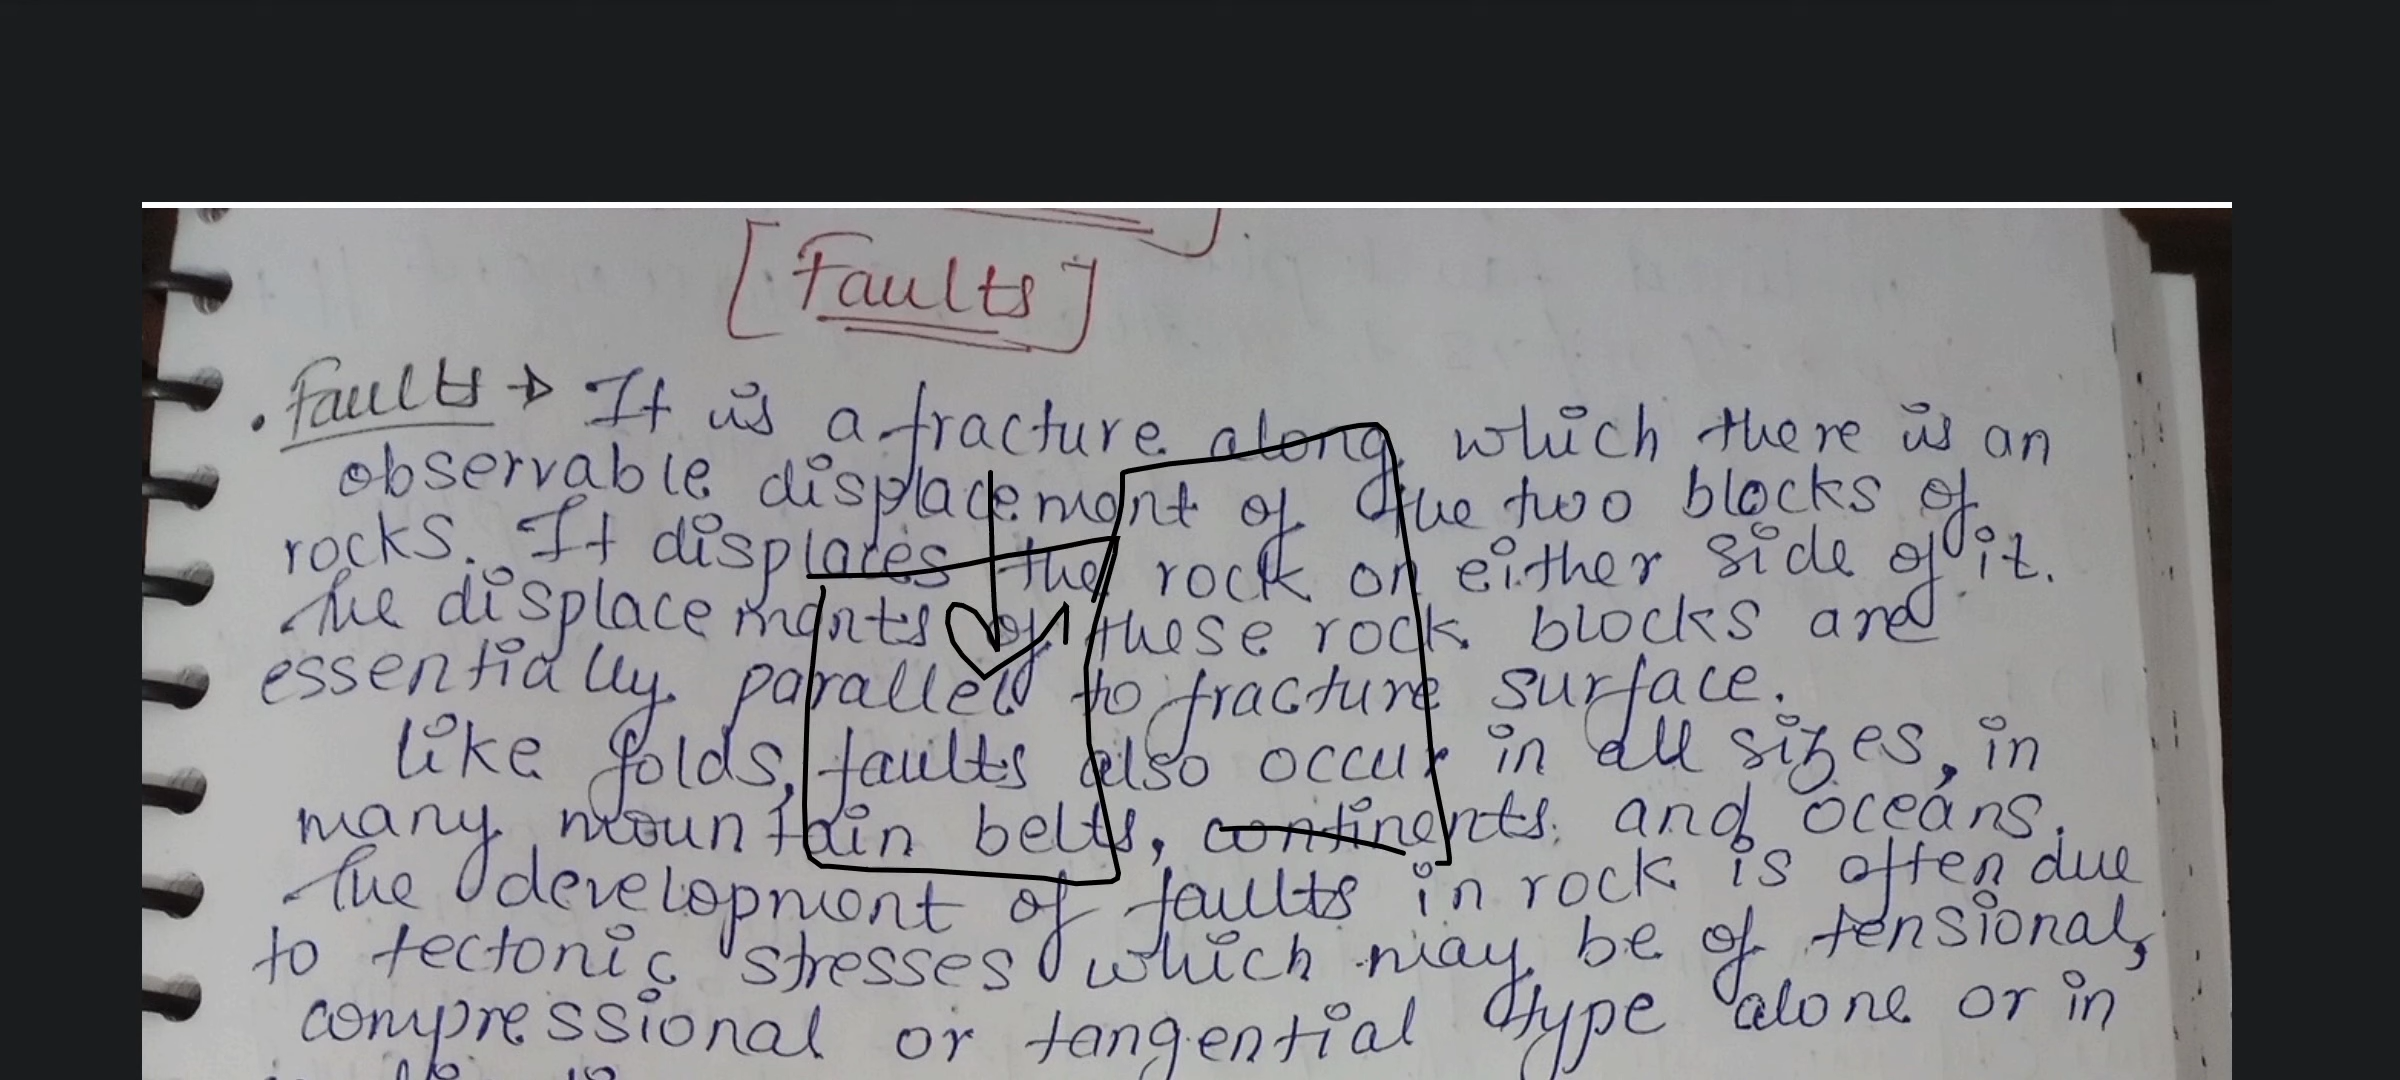 [Faults]
. Faults → It is a fracture along which there is an
observable displacement of the two blocks of
rocks. It displaces the rock on either side of it.
The displacements of these rock blocks are
essentially parallel to fracture surface.
like folds, faults also occur in all sizes, in
many mountain belts, continents and oceans.
The development of faults in rock is often due
to tectonic stresses which may be of tensional,
compressional or tangential type alone or in